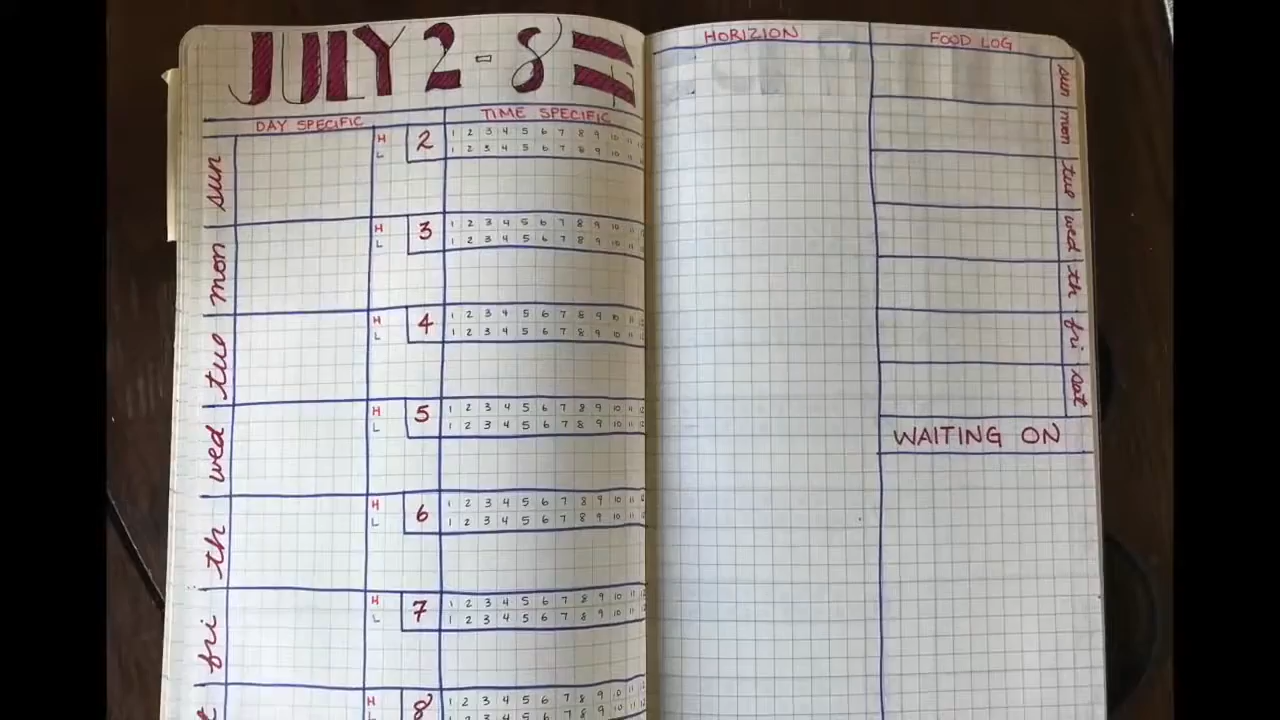 JULY 2 - 8
DAY SPECIFIC
TIME SPECIFIC
sun
H
L
2
1 2 3 4 5 6 7 8 9 10 11 12
1 2 3 4 5 6 7 8 9 10 11
mon
H
L
3
1 2 3 4 5 6 7 8 9 10 11
1 2 3 4 5 6 7 8 9 10 11
tue
H
L
4
1 2 3 4 5 6 7 8 9 10 11
1 2 3 4 5 6 7 8 9 10 11
wed
H
L
5
1 2 3 4 5 6 7 8 9 10 11
1 2 3 4 5 6 7 8 9 10 11
th
H
L
6
1 2 3 4 5 6 7 8 9 10 11
1 2 3 4 5 6 7 8 9 10 11
fri
H
L
7
1 2 3 4 5 6 7 8 9 10 11
1 2 3 4 5 6 7 8 9 10 11
H
L
8
1 2 3 4 5 6 7 8 9 10 11
1 2 3 4 5 6 7 8 9 10 11
HORIZION
FOOD LOG
sun
mon
tue
wed
th
fri
sat
WAITING ON